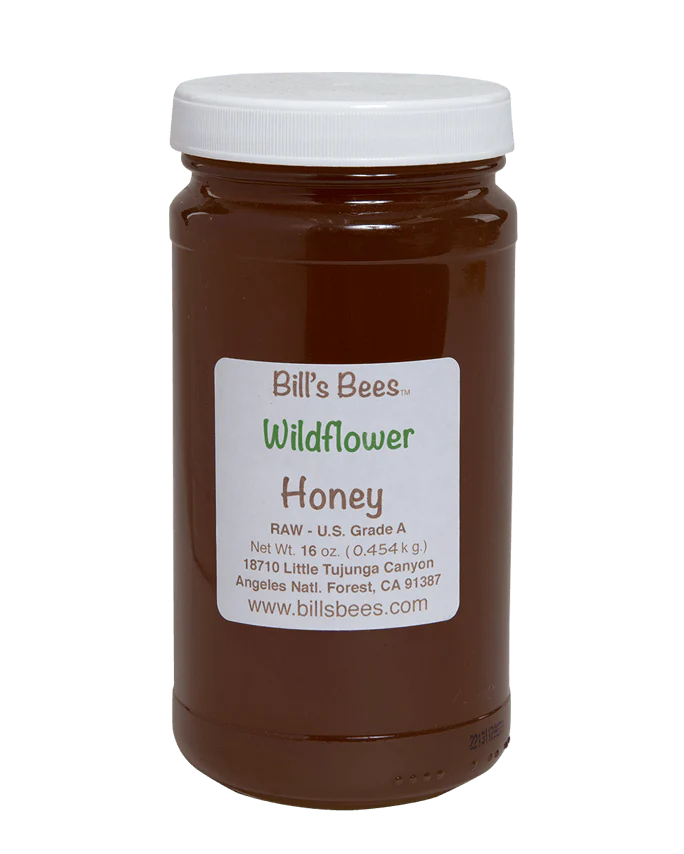 Bill's Bees™
Wildflower
Honey
RAW - U.S. Grade A
Net Wt. 16 oz. (0.454 kg.)
18710 Little Tujunga Canyon
Angeles Natl. Forest, CA 91387
www.billsbees.com